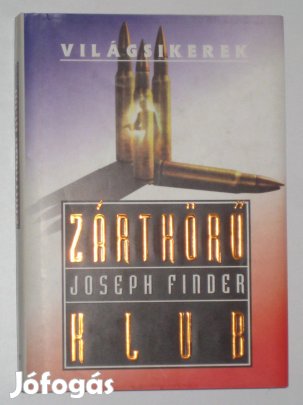 VILÁGSIKEREK
ZÁRTKÖRŰ
JOSEPH FINDER
KLUB
Jófogás